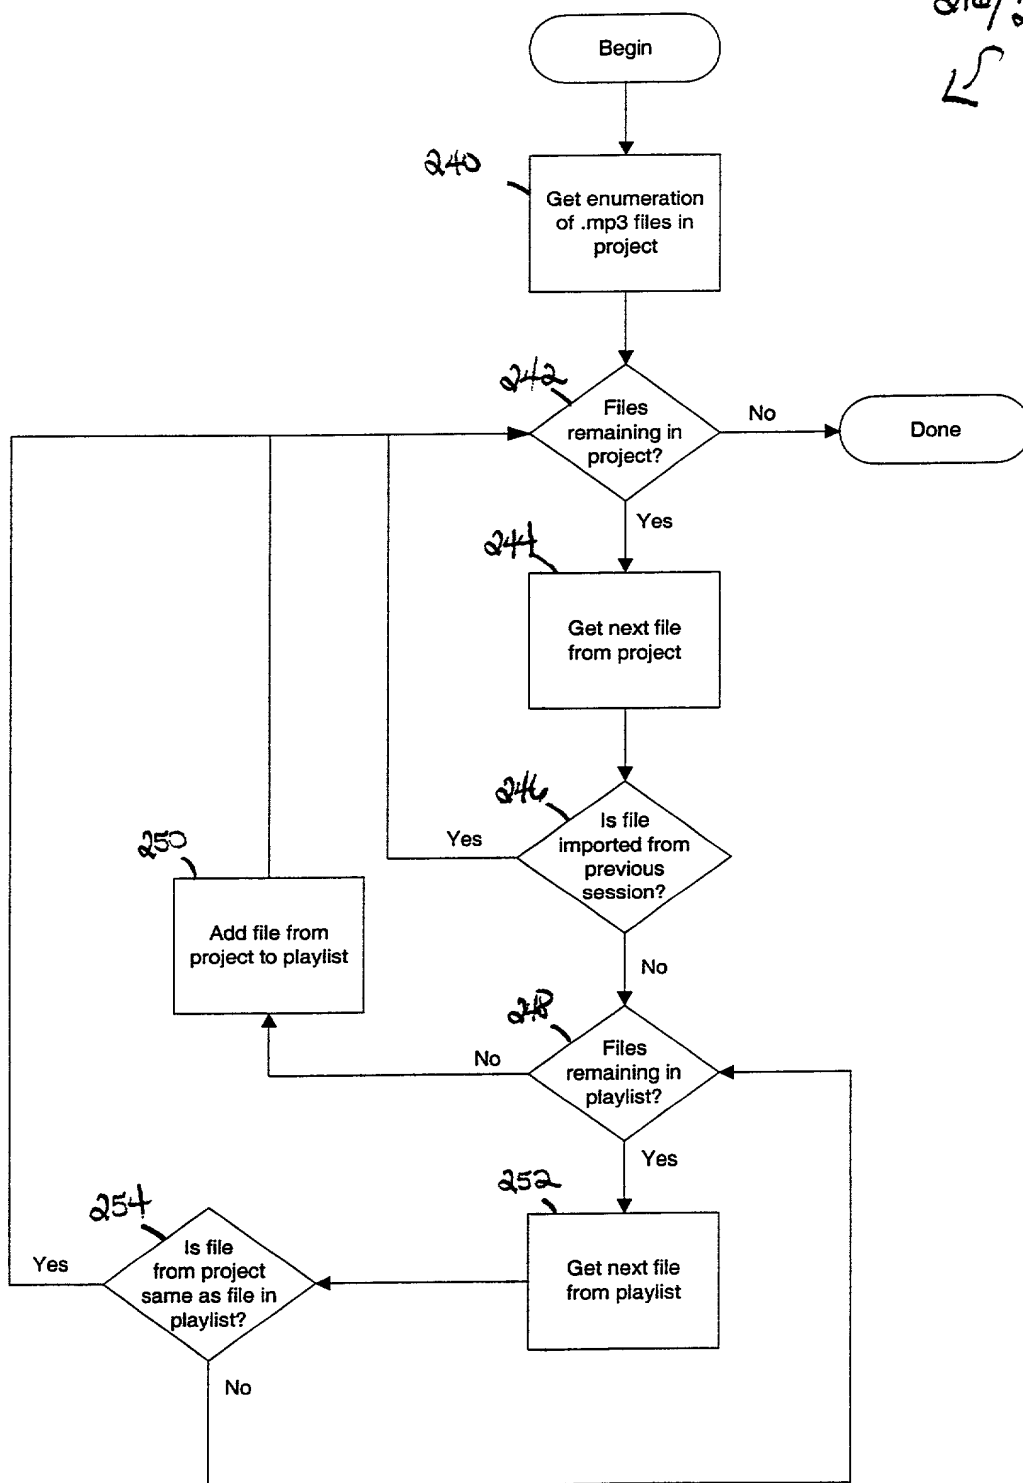 Begin
240
Get enumeration
of .mp3 files in
project
242
Files
remaining in
project?
No
Done
Yes
244
Get next file
from project
246
Is file
imported from
previous
session?
Yes
250
Add file from
project to playlist
No
248
Files
remaining in
playlist?
No
Yes
252
254
Is file
from project
same as file in
playlist?
Yes
Get next file
from playlist
No